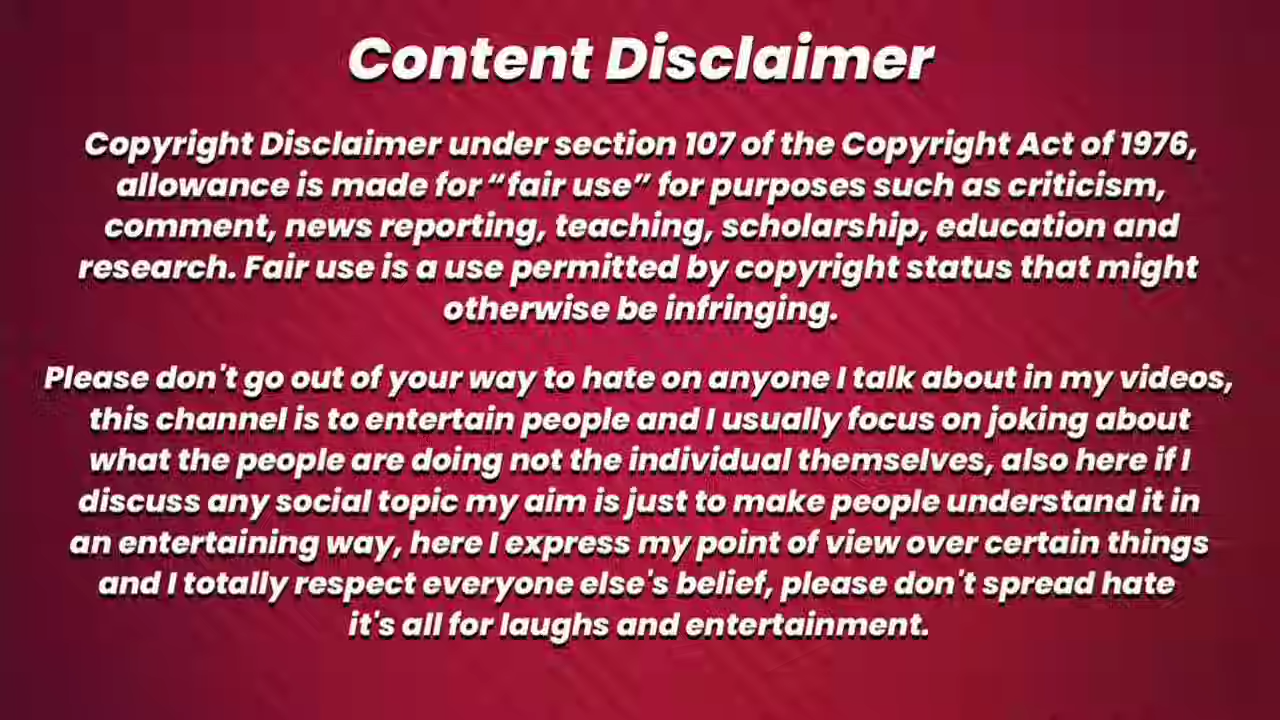 Content Disclaimer
Copyright Disclaimer under section 107 of the Copyright Act of 1976,
allowance is made for “fair use” for purposes such as criticism,
comment, news reporting, teaching, scholarship, education and
research. Fair use is a use permitted by copyright status that might
otherwise be infringing.
Please don't go out of your way to hate on anyone I talk about in my videos,
this channel is to entertain people and I usually focus on joking about
what the people are doing not the individual themselves, also here if I
discuss any social topic my aim is just to make people understand it in
an entertaining way, here I express my point of view over certain things
and I totally respect everyone else's belief, please don't spread hate
it's all for laughs and entertainment.